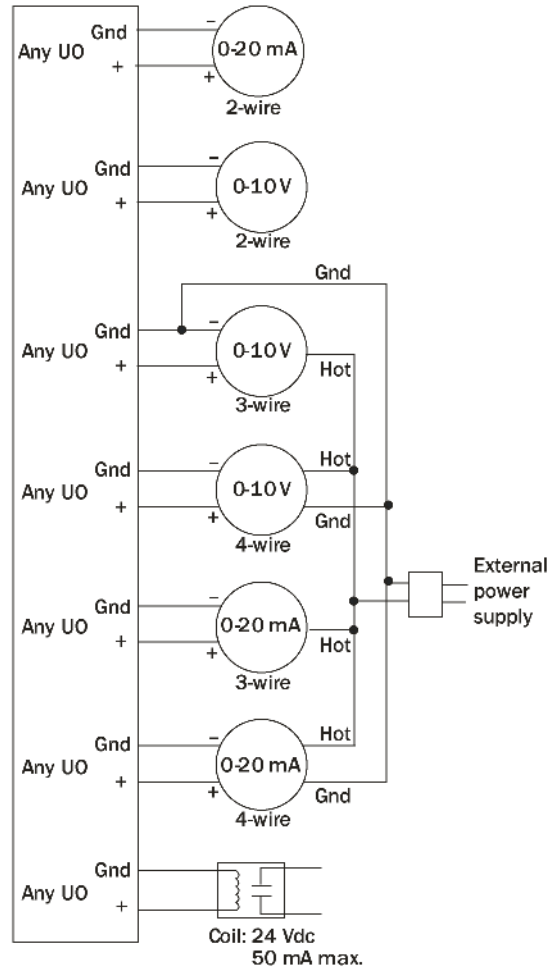 Gnd
-
Any UO
0-20 mA
+
+
2-wire
Gnd
-
Any UO
0-10 V
+
+
2-wire
Gnd
Gnd
-
Any UO
0-10 V
+
+
Hot
3-wire
Gnd
-
Hot
Any UO
0-10 V
+
+
Gnd
4-wire
External
power
supply
Gnd
-
Any UO
0-20 mA
+
+
Hot
3-wire
Gnd
-
Hot
Any UO
0-20 mA
+
+
Gnd
4-wire
Gnd
Any UO
+
Coil: 24 Vdc
50 mA max.